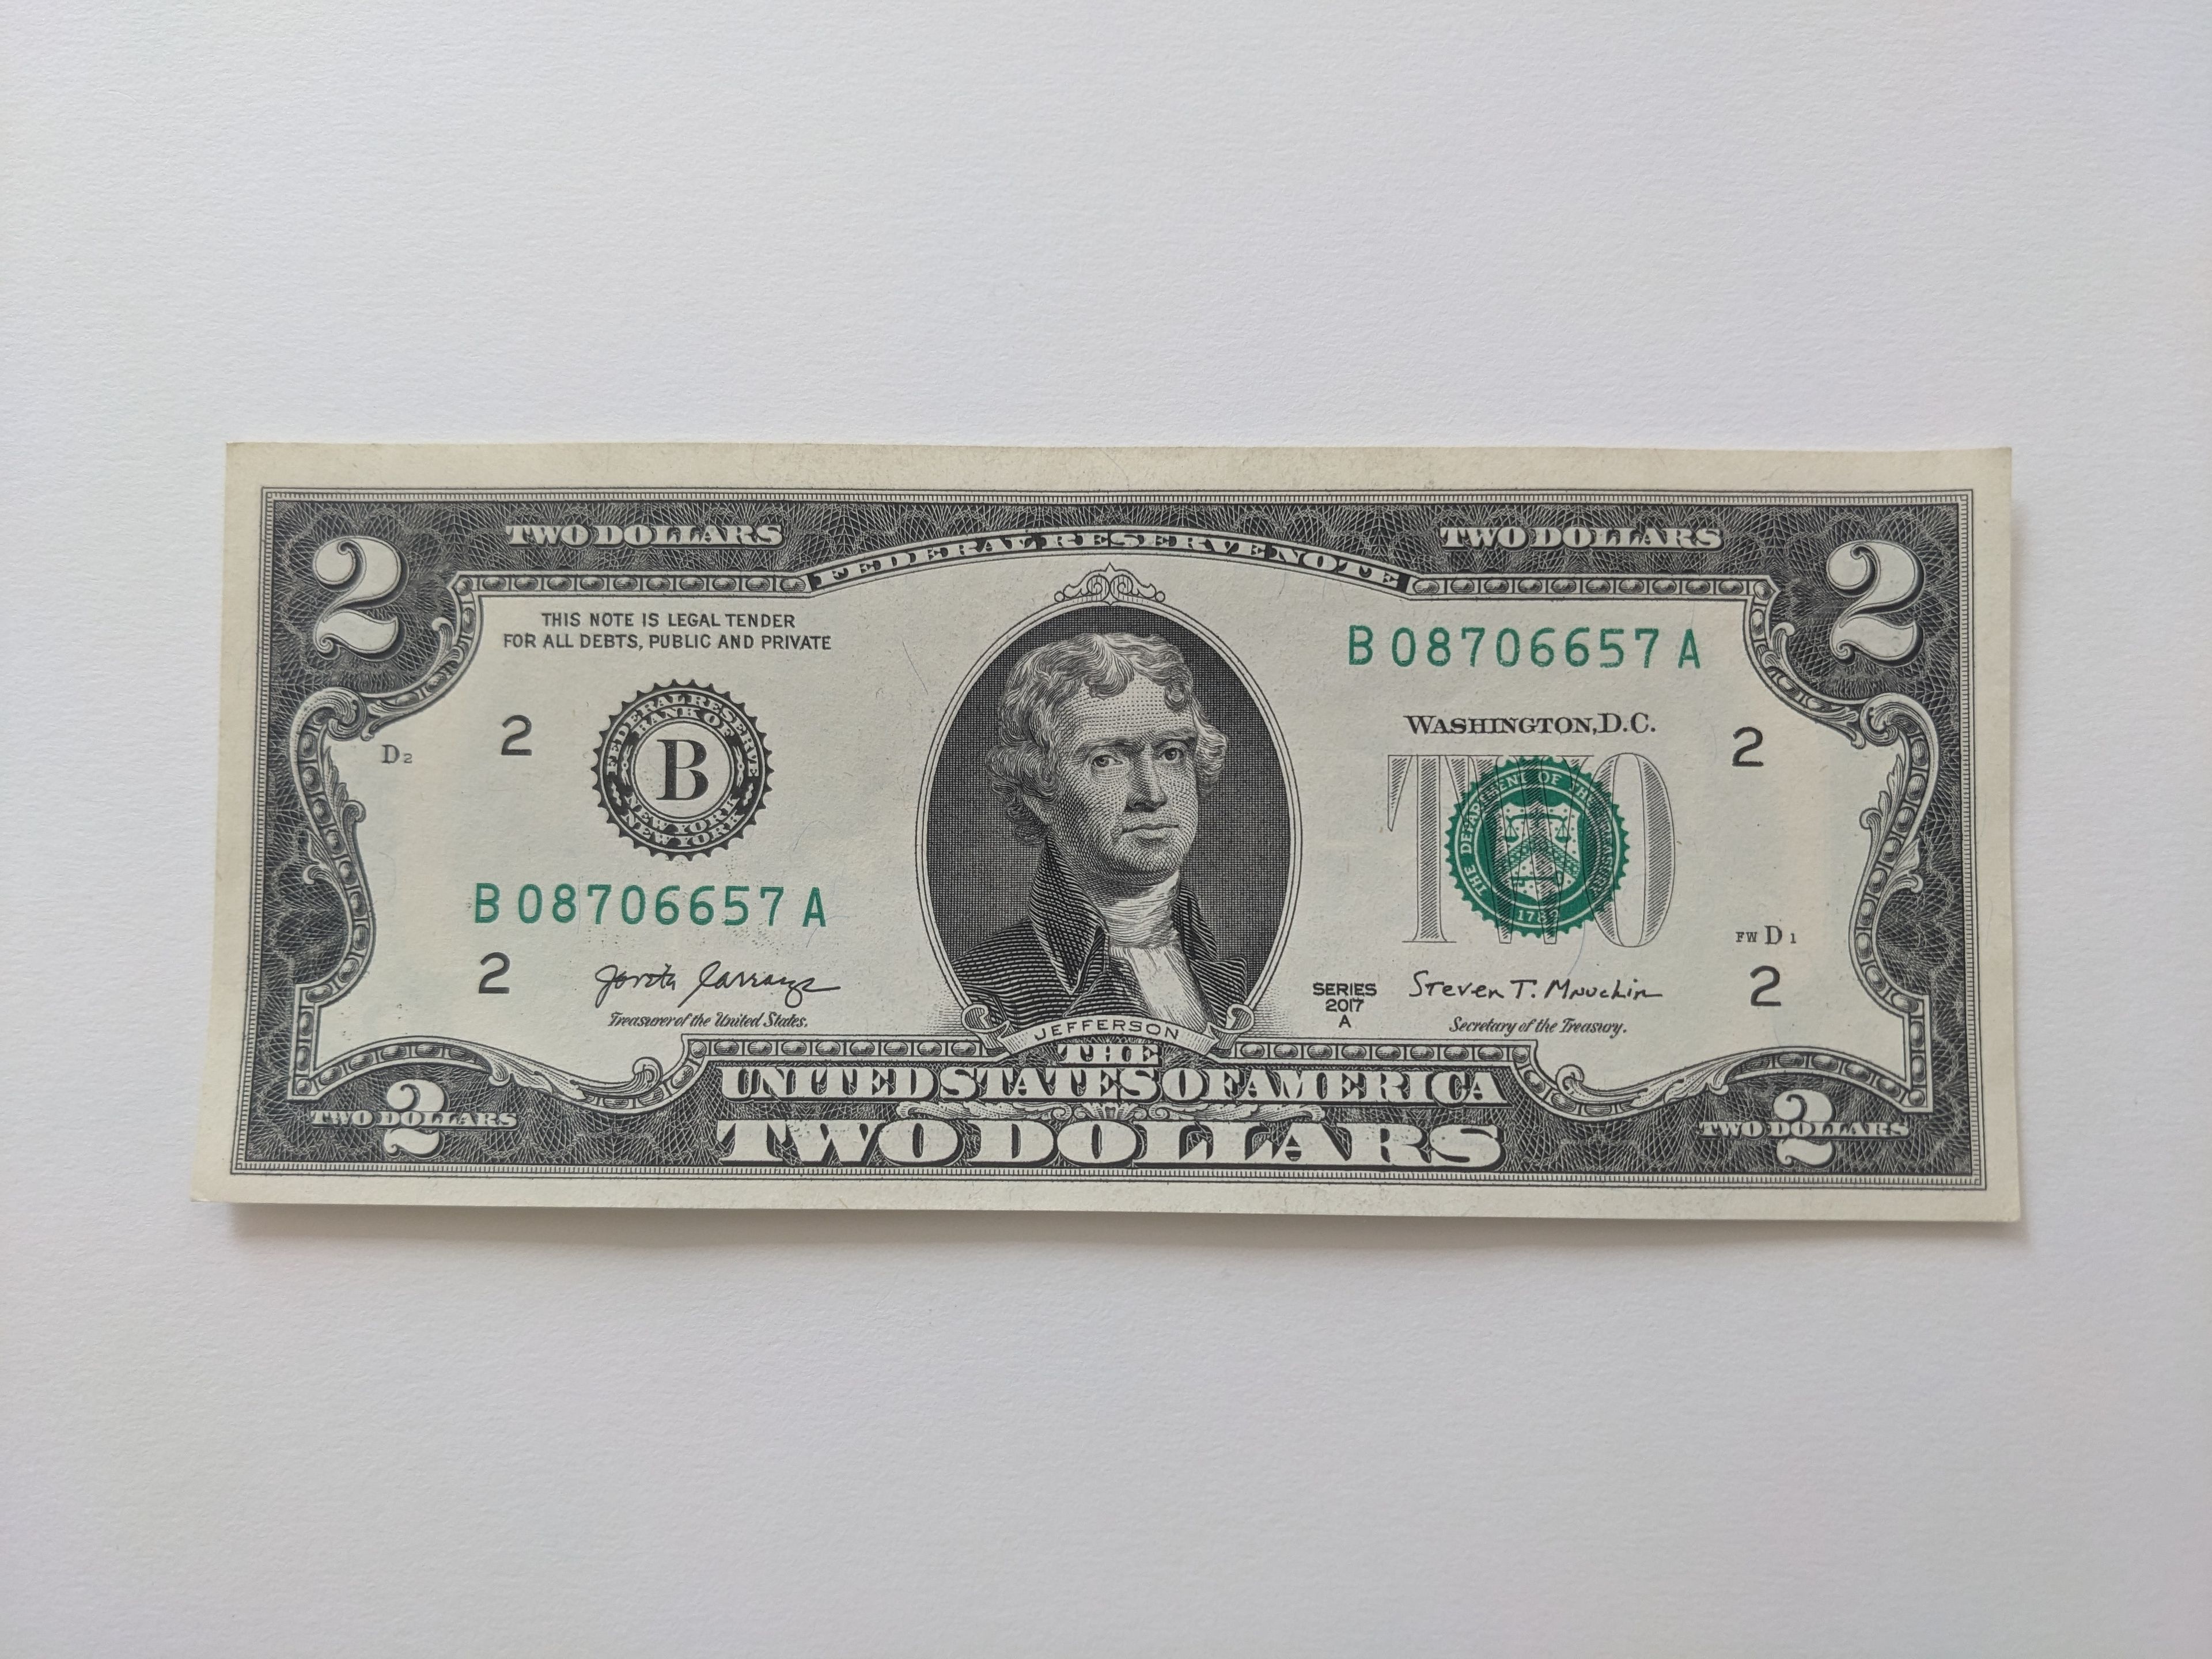 TWO DOLLARS
FEDERAL RESERVE NOTE
TWO DOLLARS
2
2
THIS NOTE IS LEGAL TENDER
FOR ALL DEBTS, PUBLIC AND PRIVATE
B 08706657 A
WASHINGTON, D.C.
D 2
2
FEDERAL RESERVE
BANK OF
B
NEW YORK
NEW YORK
2
TWO
THE DEPARTMENT OF THE TREASURY
1789
B 08706657 A
FW D 1
2
2
Steven T. Mnuchin
SERIES
2017
A
Treasurer of the United States.
Secretary of the Treasury.
JEFFERSON
THE
UNITED STATES OF AMERICA
TWO DOLLARS
2
TWO DOLLARS
2
TWO DOLLARS